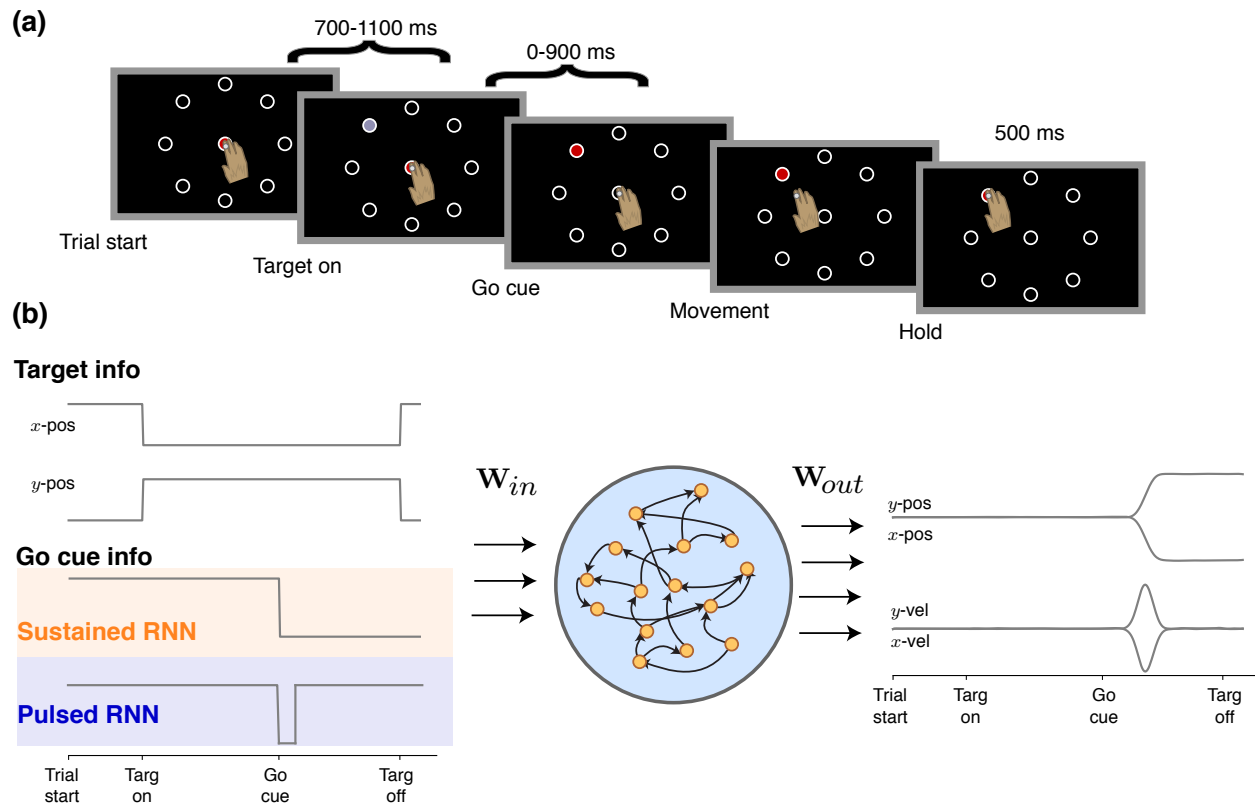 (a)
700-1100 ms
0-900 ms
500 ms
Trial start
Target on
Go cue
Movement
Hold
(b)
Target info
x-pos
y-pos
Go cue info
Sustained RNN
Pulsed RNN
Trial
start
Targ
on
Go
cue
Targ
off
W_in
W_out
y-pos
x-pos
y-vel
x-vel
Trial
start
Targ
on
Go
cue
Targ
off